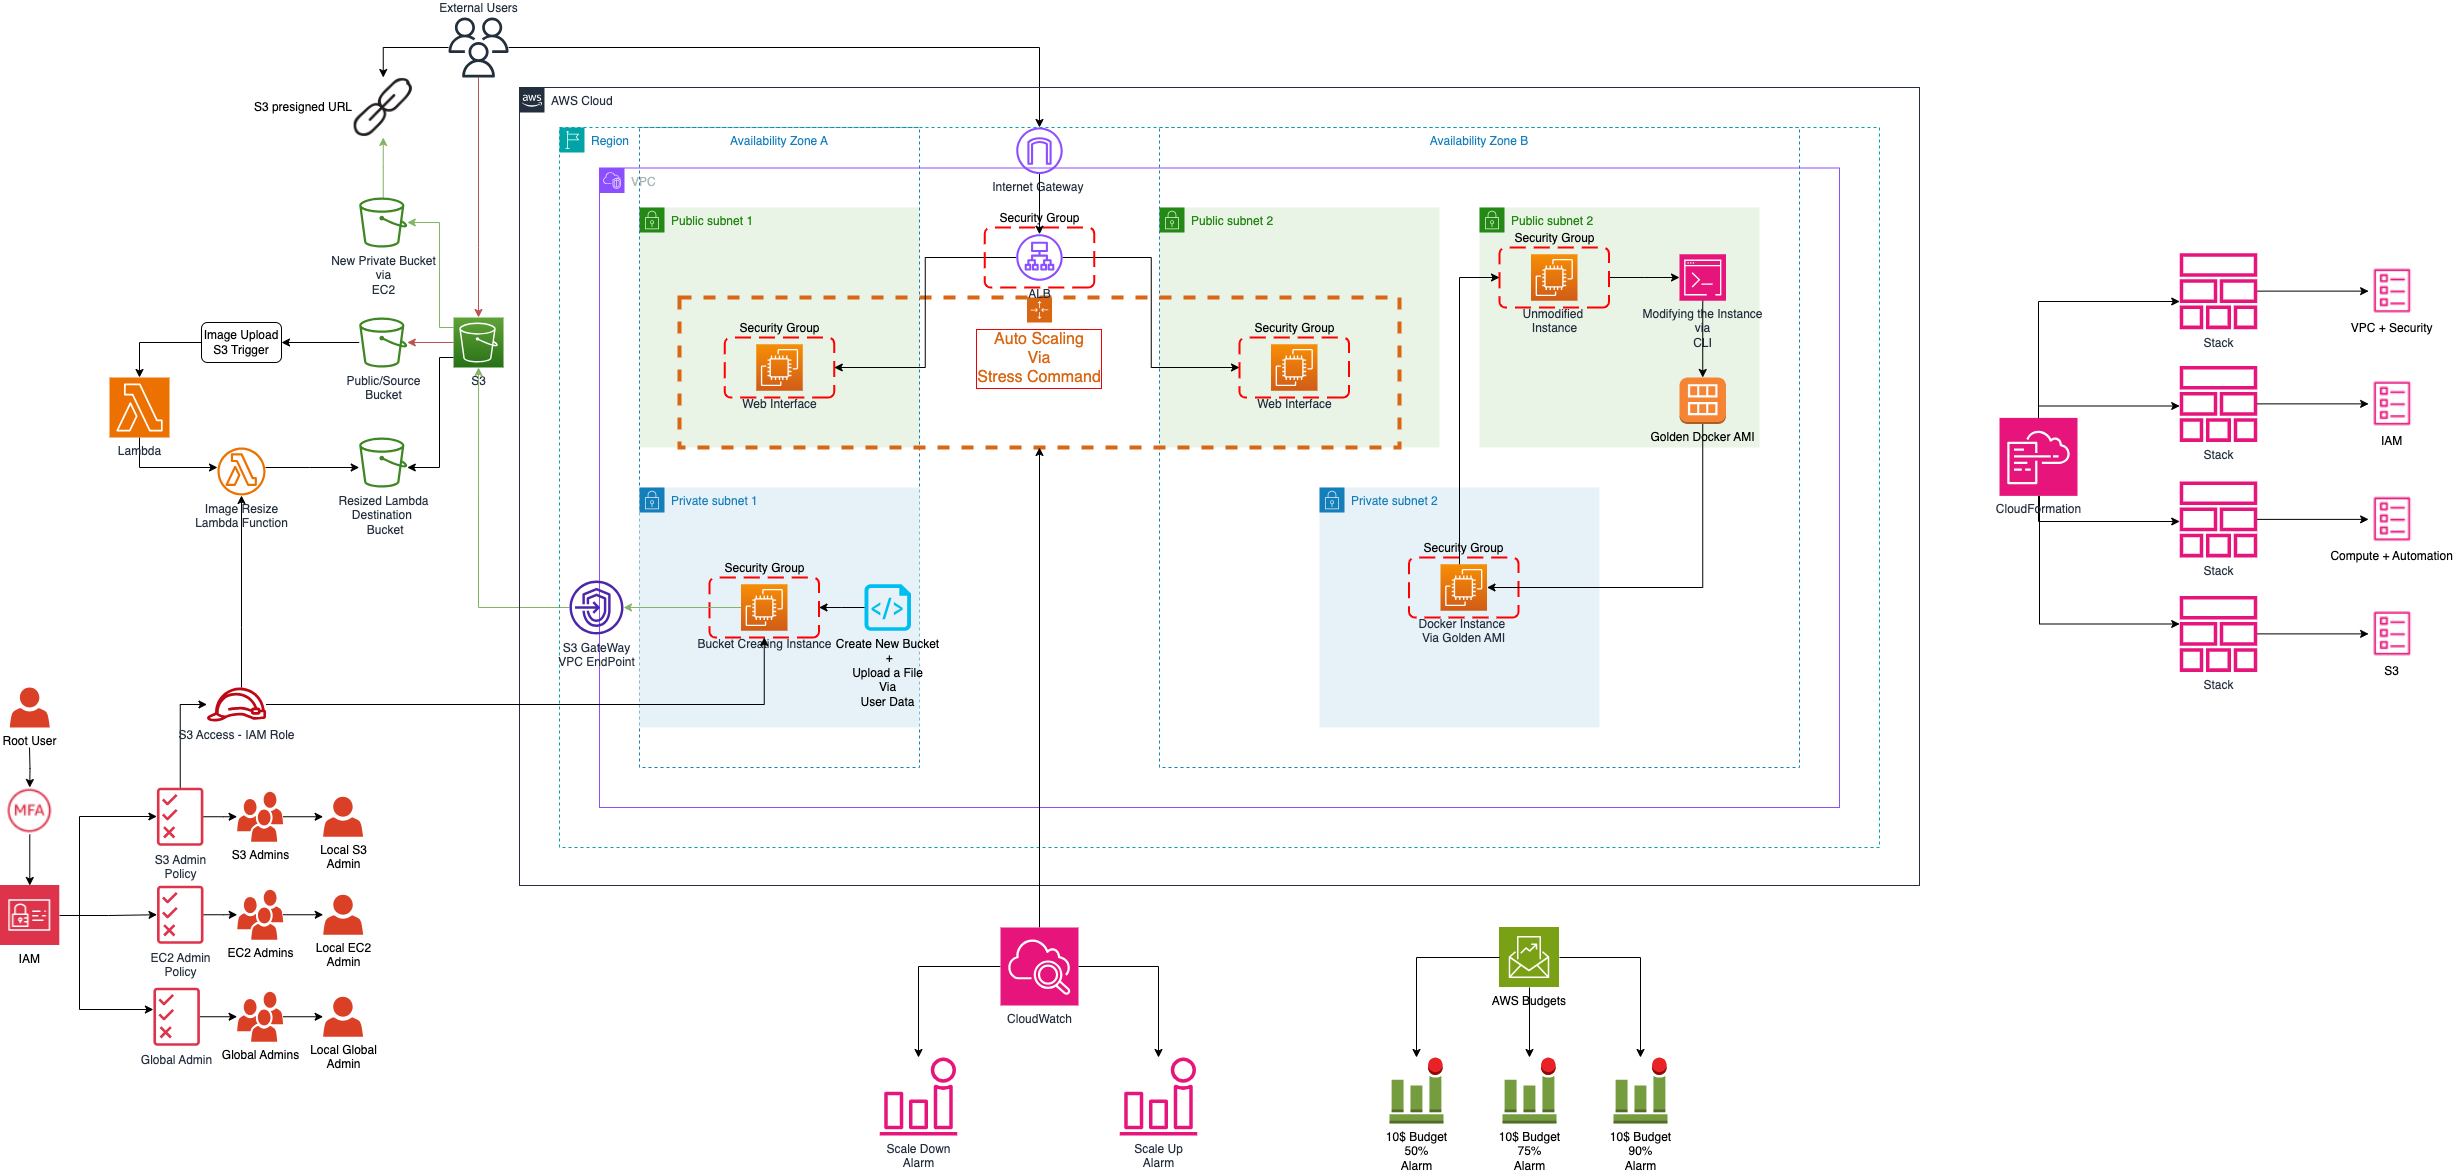 External Users
S3 presigned URL
New Private Bucket
via
EC2
Image Upload
S3 Trigger
Public/Source
Bucket
S3
Lambda
Image Resize
Lambda Function
Resized Lambda
Destination
Bucket
S3 Access - IAM Role
Root User
MFA
IAM
S3 Admin
Policy
S3 Admins
Local S3
Admin
EC2 Admin
Policy
EC2 Admins
Local EC2
Admin
Global Admin
Global Admins
Local Global
Admin
aws
AWS Cloud
Region
Availability Zone A
Availability Zone B
VPC
Internet Gateway
Public subnet 1
Security Group
ALB
Auto Scaling
Via
Stress Command
Security Group
Web Interface
Public subnet 2
Security Group
Web Interface
Public subnet 2
Security Group
Unmodified
Instance
Modifying the Instance
via
CLI
Golden Docker AMI
Private subnet 1
Security Group
Bucket Creating Instance
Create New Bucket
+
Upload a File
Via
User Data
S3 GateWay
VPC EndPoint
Private subnet 2
Security Group
Docker Instance
Via Golden AMI
CloudWatch
Scale Down
Alarm
Scale Up
Alarm
AWS Budgets
10$ Budget
50%
Alarm
10$ Budget
75%
Alarm
10$ Budget
90%
Alarm
CloudFormation
Stack
VPC + Security
Stack
IAM
Stack
Compute + Automation
Stack
S3